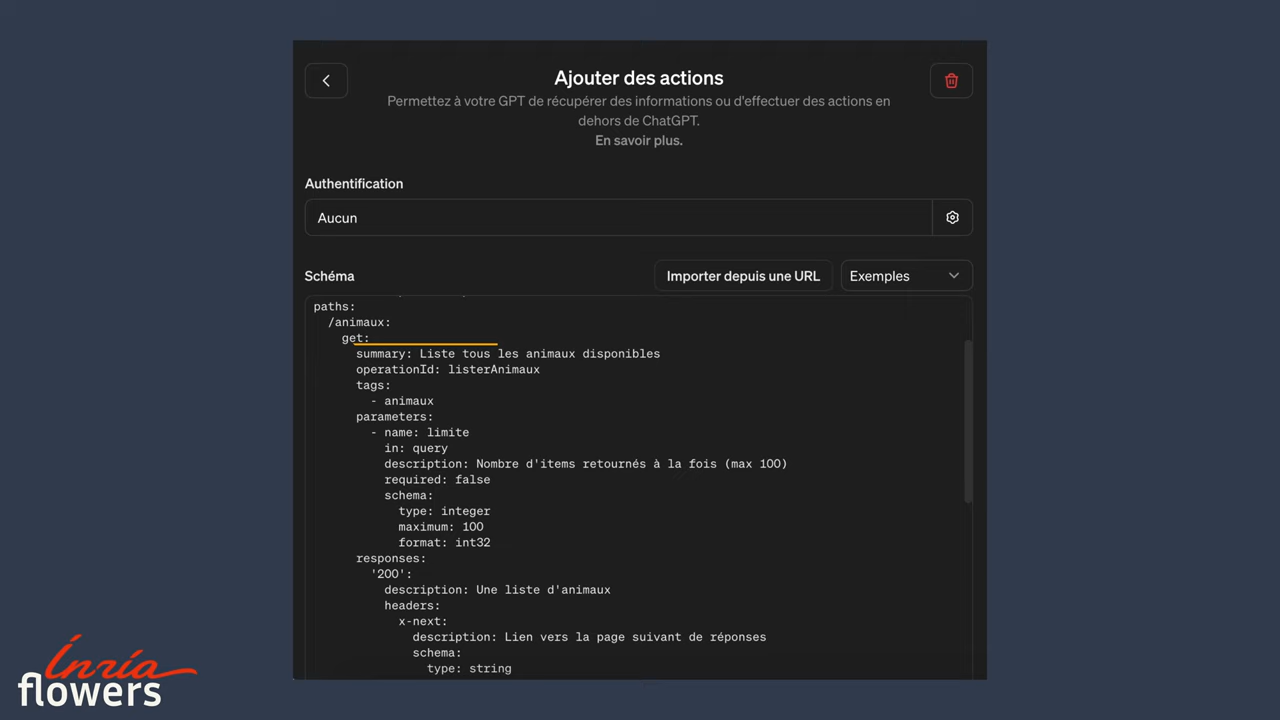 Ajouter des actions
Permettez à votre GPT de récupérer des informations ou d'effectuer des actions en
dehors de ChatGPT.
En savoir plus.
Authentification
Aucun
Schéma
Importer depuis une URL
Exemples
paths:
/animaux:
get:
summary: Liste tous les animaux disponibles
operationId: listerAnimaux
tags:
- animaux
parameters:
- name: limite
in: query
description: Nombre d'items retournés à la fois (max 100)
required: false
schema:
type: integer
maximum: 100
format: int32
responses:
'200':
description: Une liste d'animaux
headers:
x-next:
description: Lien vers la page suivant de réponses
schema:
type: string
Inria
flowers